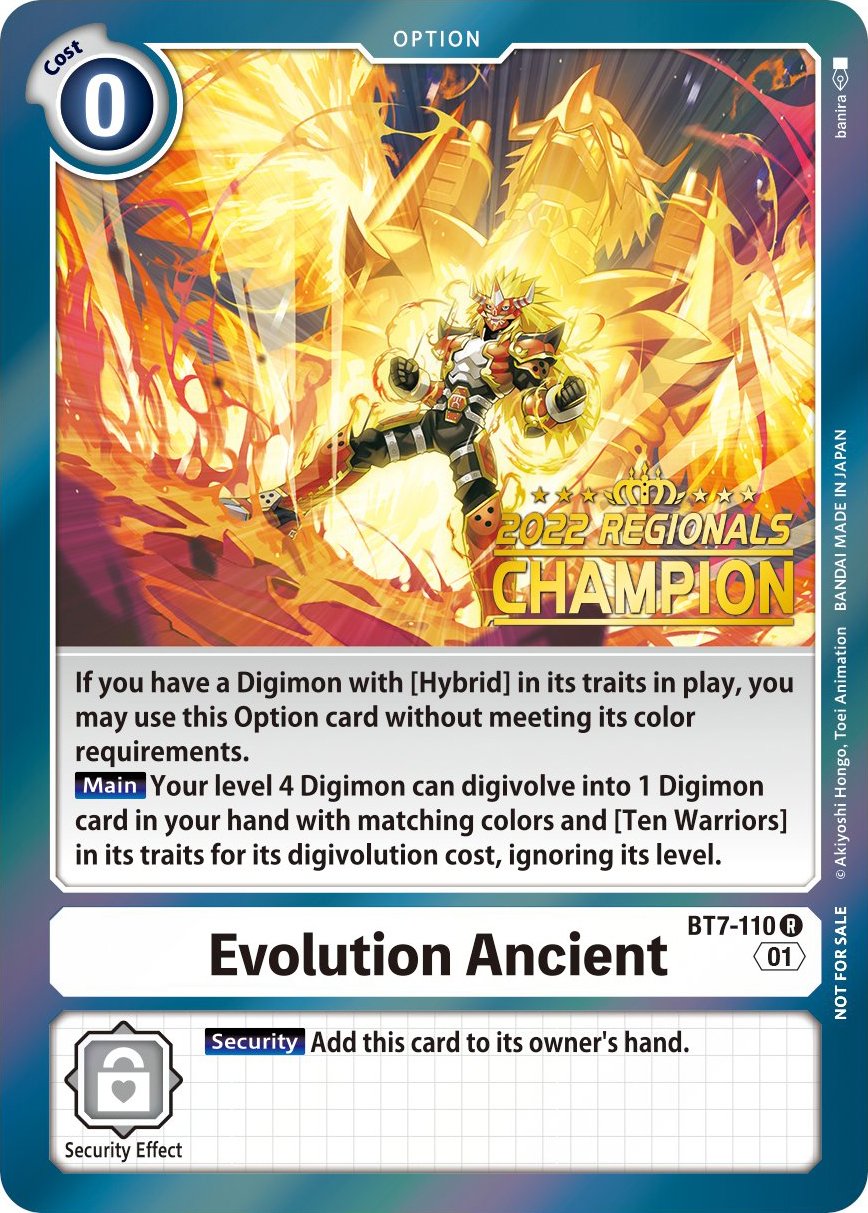 OPTION
Cost
0
banira
2022 REGIONALS
CHAMPION
If you have a Digimon with [Hybrid] in its traits in play, you
may use this Option card without meeting its color
requirements.
Main Your level 4 Digimon can digivolve into 1 Digimon
card in your hand with matching colors and [Ten Warriors]
in its traits for its digivolution cost, ignoring its level.
© Akiyoshi Hongo, Toei Animation BANDAI MADE IN JAPAN
NOT FOR SALE
BT7-110 R
Evolution Ancient
01
Security Add this card to its owner's hand.
Security Effect